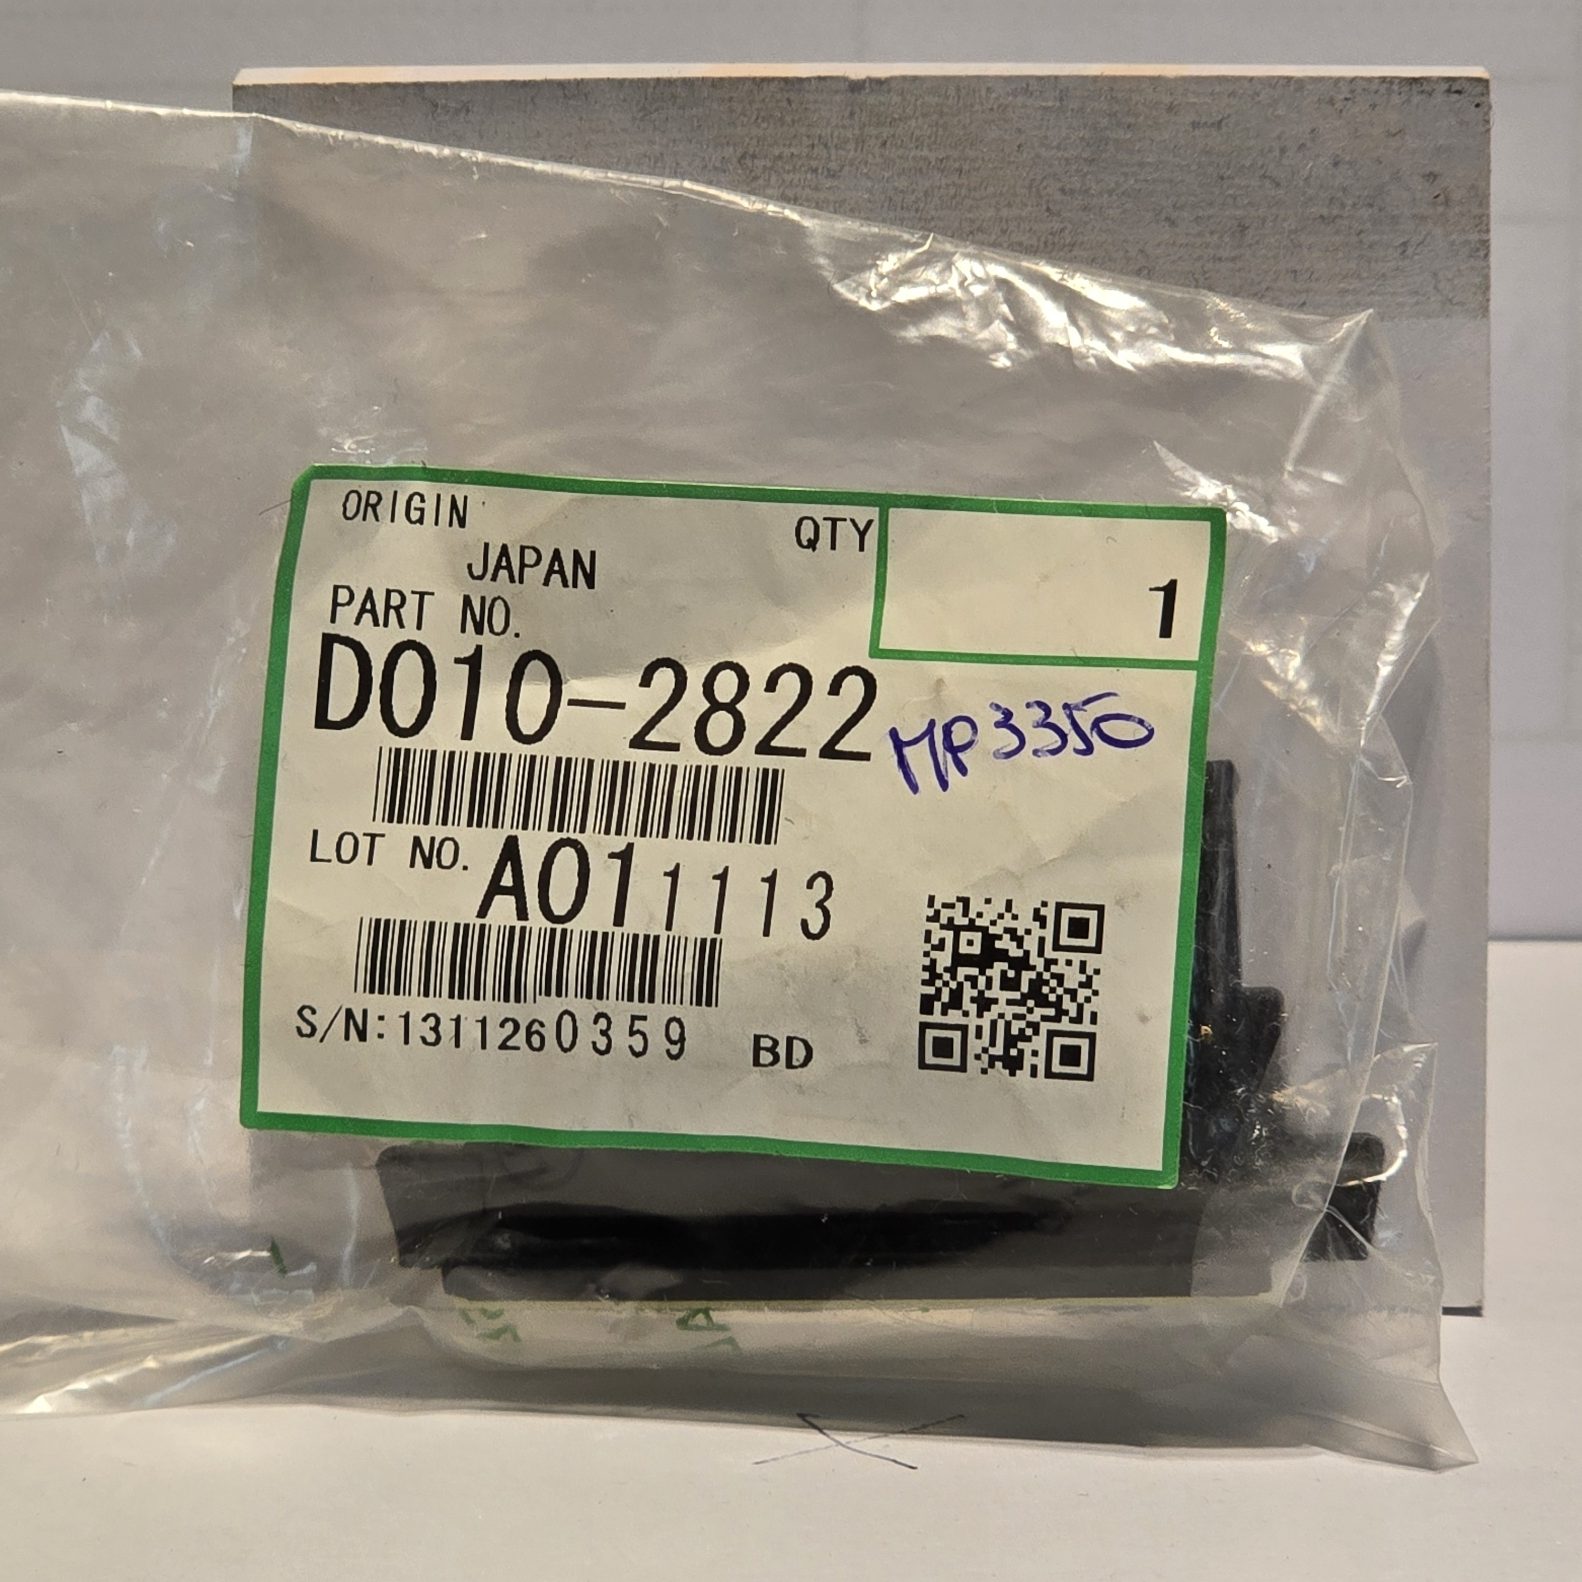 ORIGIN
JAPAN
QTY
1
PART NO.
D010-2822
MP3350
LOT NO. A011113
S/N:1311260359 BD